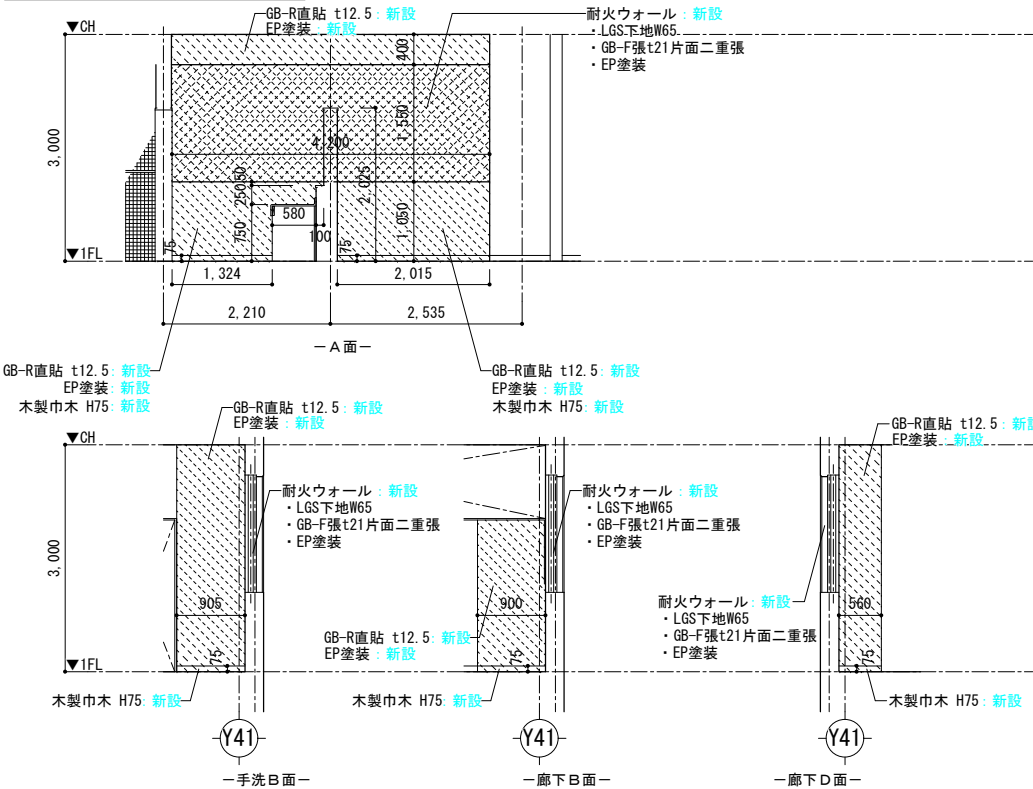 GB-R直貼 t12.5：新設
EP塗装：新設
耐火ウォール：新設
・LGS下地W65
・GB-F張t21片面二重張
・EP塗装
▼CH
3,000
400
1,550
4,200
2,025
1,050
250
50
580
750
100
75
75
▼1FL
1,324
2,015
2,210
2,535
－A面－
GB-R直貼 t12.5：新設
EP塗装：新設
木製巾木 H75：新設
GB-R直貼 t12.5：新設
EP塗装：新設
木製巾木 H75：新設
▼CH
3,000
▼1FL
GB-R直貼 t12.5：新設
EP塗装：新設
耐火ウォール：新設
・LGS下地W65
・GB-F張t21片面二重張
・EP塗装
905
75
木製巾木 H75：新設
Y41
－手洗B面－
耐火ウォール：新設
・LGS下地W65
・GB-F張t21片面二重張
・EP塗装
900
GB-R直貼 t12.5：新設
EP塗装：新設
75
木製巾木 H75：新設
Y41
－廊下B面－
GB-R直貼 t12.5：新設
EP塗装：新設
耐火ウォール：新設
・LGS下地W65
・GB-F張t21片面二重張
・EP塗装
560
75
木製巾木 H75：新設
Y41
－廊下D面－